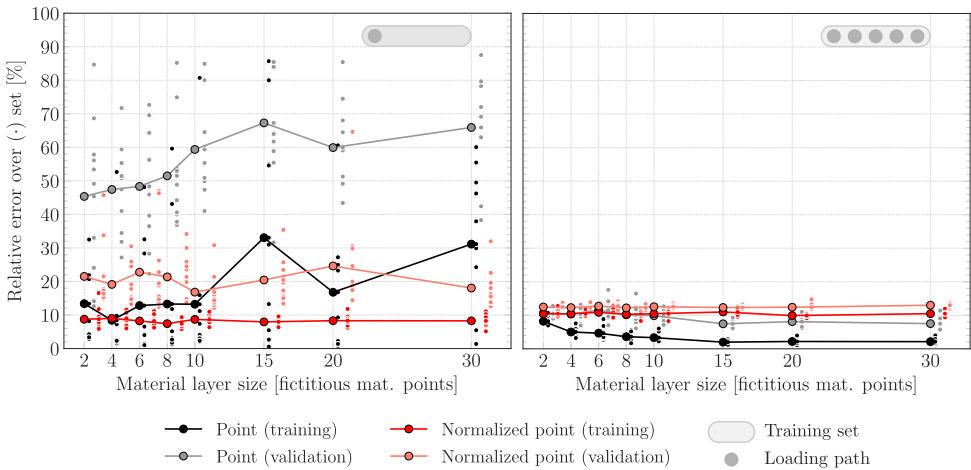 Relative error over (·) set [%]
100
90
80
70
60
50
40
30
20
10
0
2 4 6 8 10 15 20 30
Material layer size [fictitious mat. points]
2 4 6 8 10 15 20 30
Material layer size [fictitious mat. points]
Point (training)
Point (validation)
Normalized point (training)
Normalized point (validation)
Training set
Loading path